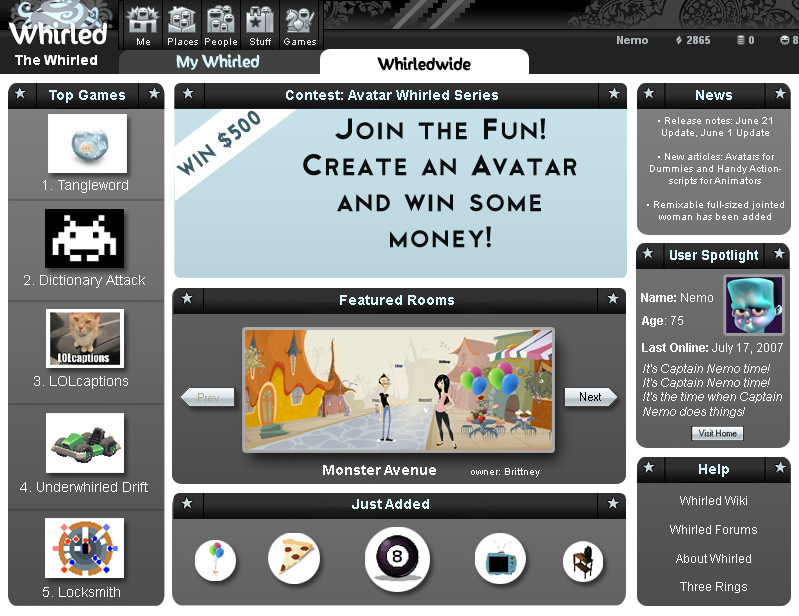 Whirled
Me
Places
People
Stuff
Games
Nemo
2865
0
8
The Whirled
My Whirled
Whirledwide
Top Games
1. Tangleword
2. Dictionary Attack
LOLcaptions
3. LOLcaptions
4. Underwhirled Drift
5. Locksmith
Contest: Avatar Whirled Series
WIN $500
Join the Fun!
Create an Avatar
and win some
money!
Featured Rooms
Prev
Next
Monster Avenue
owner: Brittney
Just Added
8
News
• Release notes: June 21
Update, June 1 Update
• New articles: Avatars for
Dummies and Handy Action-
scripts for Animators
• Remixable full-sized jointed
woman has been added
User Spotlight
Name: Nemo
Age: 75
Last Online: July 17, 2007
It's Captain Nemo time!
It's Captain Nemo time!
It's the time when Captain
Nemo does things!
Visit Home
Help
Whirled Wiki
Whirled Forums
About Whirled
Three Rings